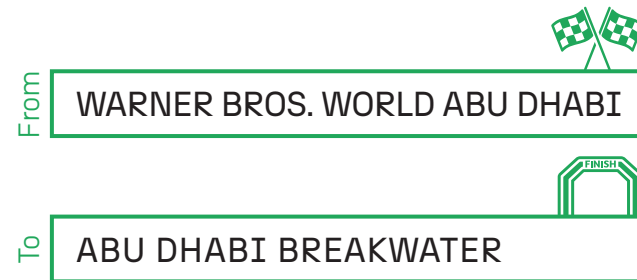 From
WARNER BROS. WORLD ABU DHABI
FINISH
To
ABU DHABI BREAKWATER